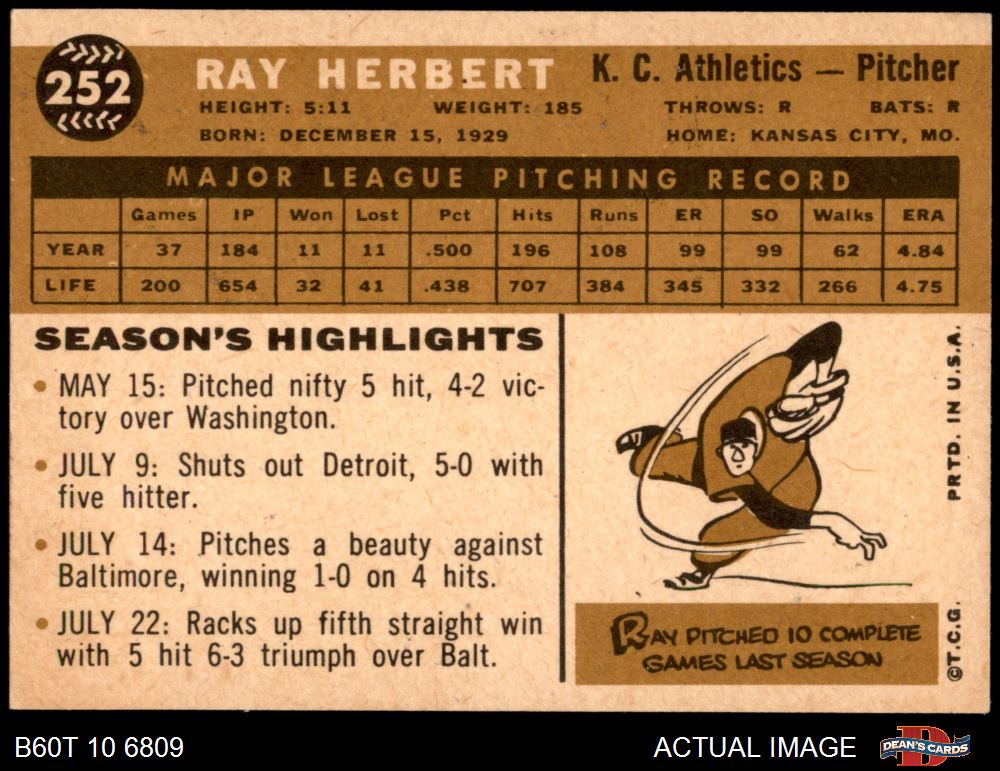 252
RAY HERBERT
K. C. Athletics — Pitcher
HEIGHT: 5:11 WEIGHT: 185 THROWS: R BATS: R
BORN: DECEMBER 15, 1929 HOME: KANSAS CITY, MO.
MAJOR LEAGUE PITCHING RECORD
Games IP Won Lost Pct Hits Runs ER SO Walks ERA
YEAR 37 184 11 11 .500 196 108 99 99 62 4.84
LIFE 200 654 32 41 .438 707 384 345 332 266 4.75
SEASON'S HIGHLIGHTS
• MAY 15: Pitched nifty 5 hit, 4-2 vic-
tory over Washington.
• JULY 9: Shuts out Detroit, 5-0 with
five hitter.
• JULY 14: Pitches a beauty against
Baltimore, winning 1-0 on 4 hits.
• JULY 22: Racks up fifth straight win
with 5 hit 6-3 triumph over Balt.
RAY PITCHED 10 COMPLETE
GAMES LAST SEASON
©T.C.G. PRTD. IN U.S.A.
B60T 10 6809
ACTUAL IMAGE
DEAN'S CARDS